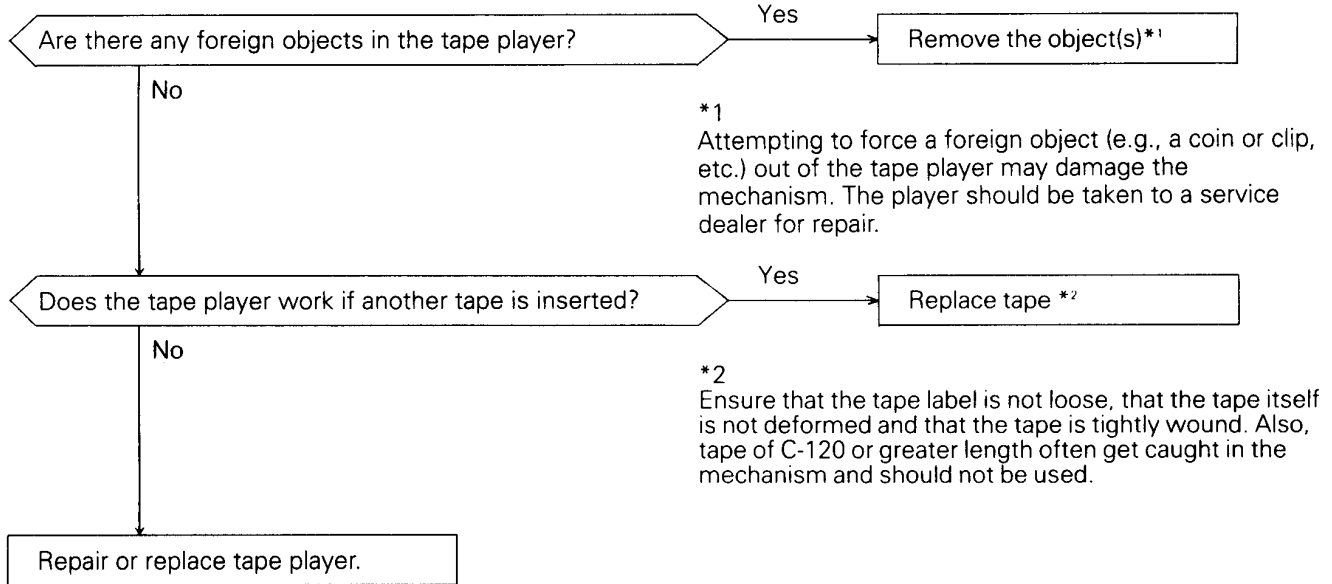 Yes
Are there any foreign objects in the tape player?
Remove the object(s)*1
No
*1
Attempting to force a foreign object (e.g., a coin or clip,
etc.) out of the tape player may damage the
mechanism. The player should be taken to a service
dealer for repair.
Yes
Does the tape player work if another tape is inserted?
Replace tape *2
No
*2
Ensure that the tape label is not loose, that the tape itself
is not deformed and that the tape is tightly wound. Also,
tape of C-120 or greater length often get caught in the
mechanism and should not be used.
Repair or replace tape player.